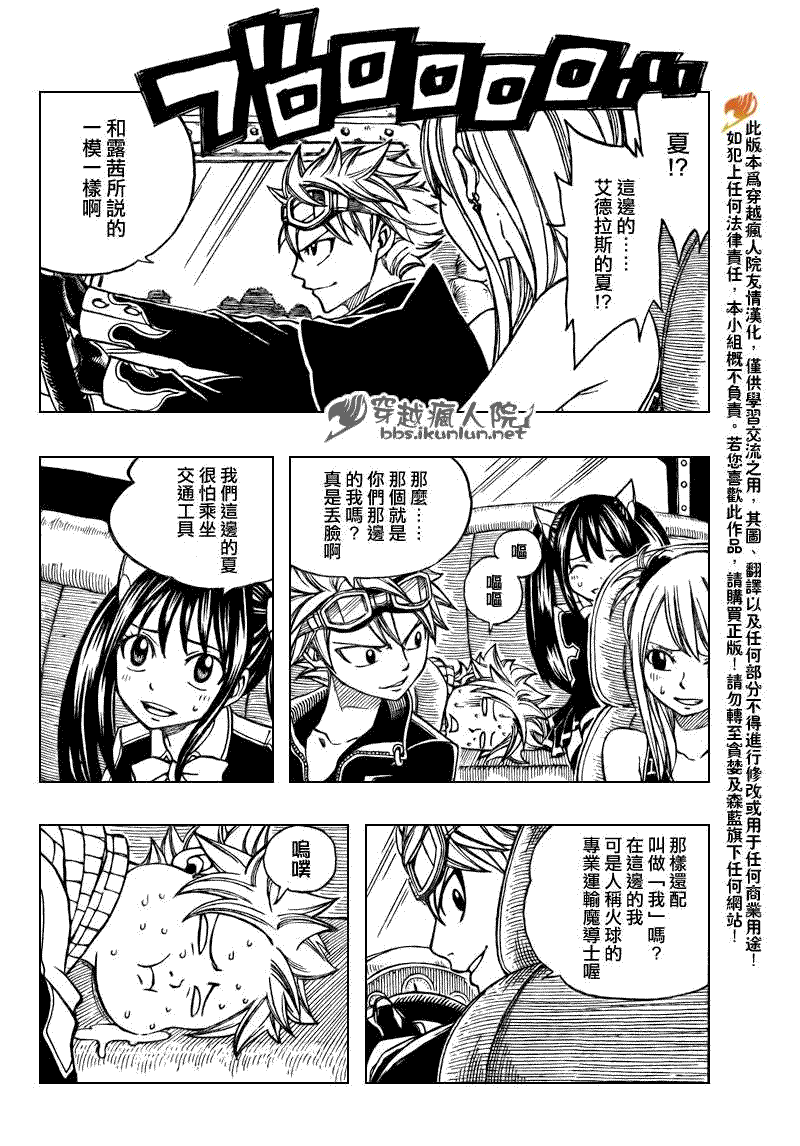 ブロロロロロ…
夏!?
這邊的……
艾德拉斯的夏!?
和露茜所説的
一模一樣啊
穿越瘋人院
bbs.ikunlun.net
那麼……
那個就是
你們那邊
的我嗎?
真是丟臉啊
嘔
嘔嘔
我們這邊的夏
很怕乘坐
交通工具
那樣還配
叫做「我」嗎?
在這邊的我
可是人稱火球的
專業運輸魔導士喔
嗚噗
此版本爲穿越瘋人院友情漢化，僅供學習交流之用，其圖、翻譯以及任何部分不得進行修改或用于任何商業用途！
如犯上任何法律責任，本小組概不負責。若您喜歡此作品，請購買正版！請勿轉至貪婪及森藍旗下任何網站！